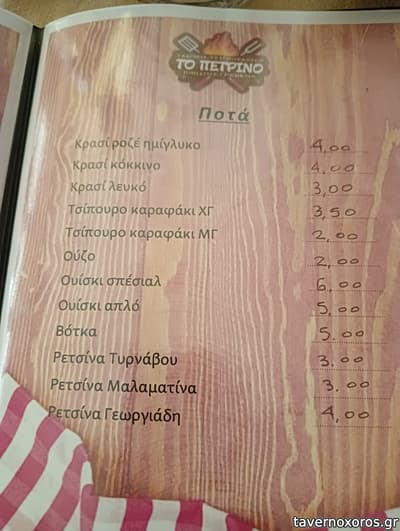 ΤΟ ΠΕΤΡΙΝΟ
Ποτά
Κρασί ροζέ ημίγλυκο 4,00
Κρασί κόκκινο 4,00
Κρασί λευκό 3,00
Τσίπουρο καραφάκι ΧΓ 3,50
Τσίπουρο καραφάκι ΜΓ 2,00
Ούζο 2,00
Ουίσκι σπέσιαλ 6,00
Ουίσκι απλό 5,00
Βότκα 5.00
Ρετσίνα Τυρνάβου 3.00
Ρετσίνα Μαλαματίνα 3.00
Ρετσίνα Γεωργιάδη 4,00
tavernoxoros.gr